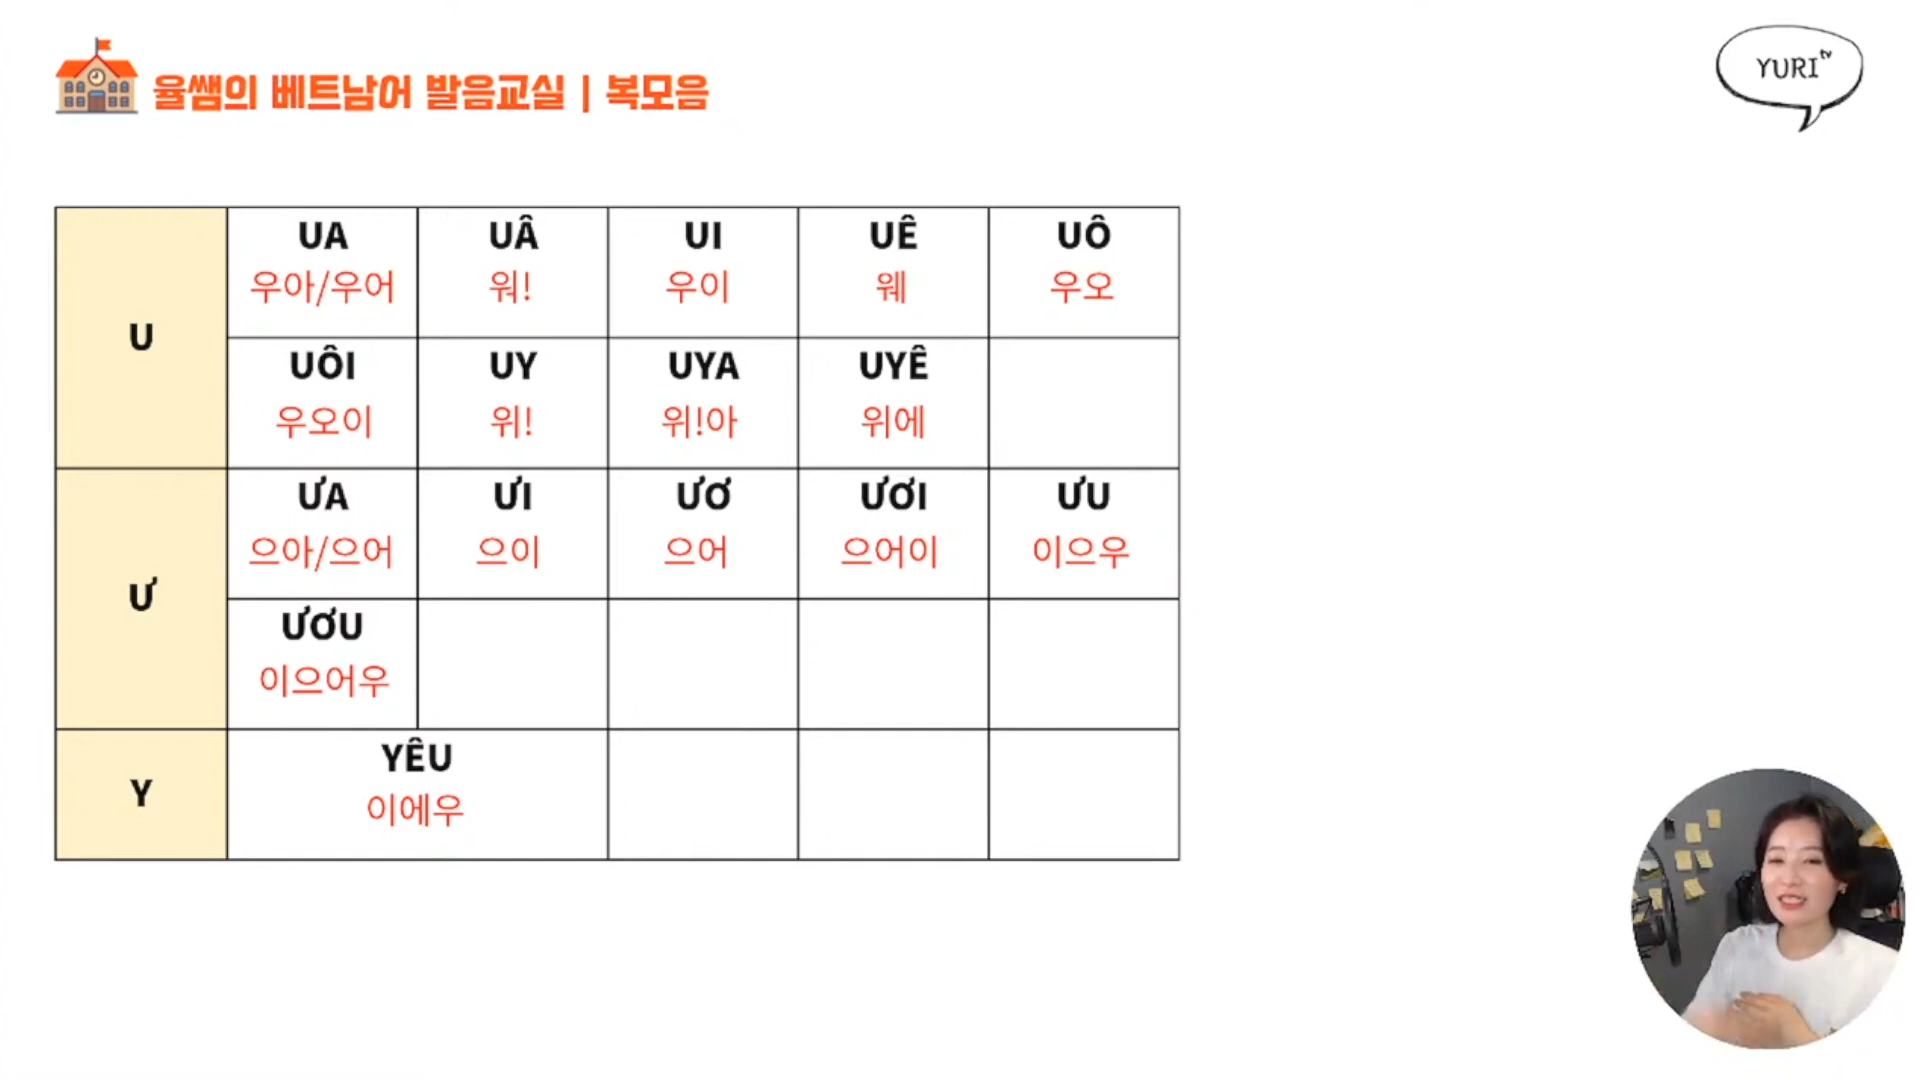 율쌤의 베트남어 발음교실 | 복모음
YURI tv
U
UA
우아/우어
UÂ
워!
UI
우이
UÊ
웨
UÔ
우오
UÔI
우오이
UY
위!
UYA
위!아
UYÊ
위에
Ư
ƯA
으아/으어
ƯI
으이
ƯƠ
으어
ƯƠI
으어이
ƯU
이으우
ƯƠU
이으어우
Y
YÊU
이에우